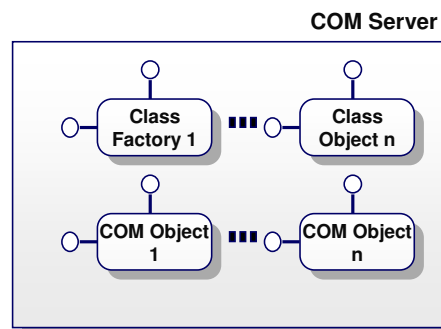 COM Server
Class
Factory 1
Class
Object n
COM Object
1
COM Object
n